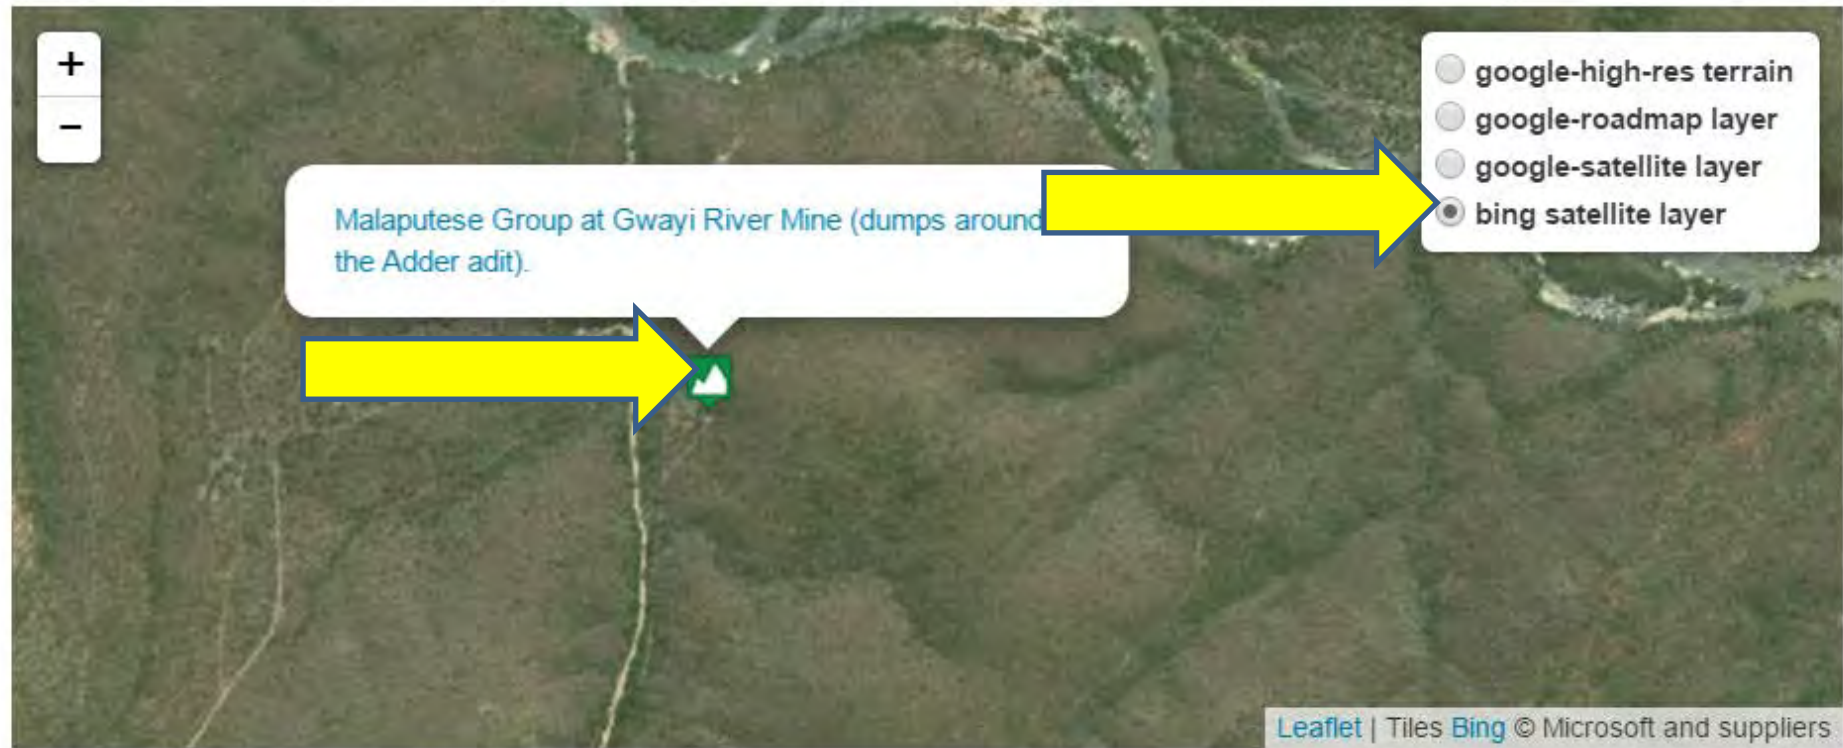 +
−
google-high-res terrain
google-roadmap layer
google-satellite layer
bing satellite layer
Malaputese Group at Gwayi River Mine (dumps around
the Adder adit).
Leaflet | Tiles Bing © Microsoft and suppliers